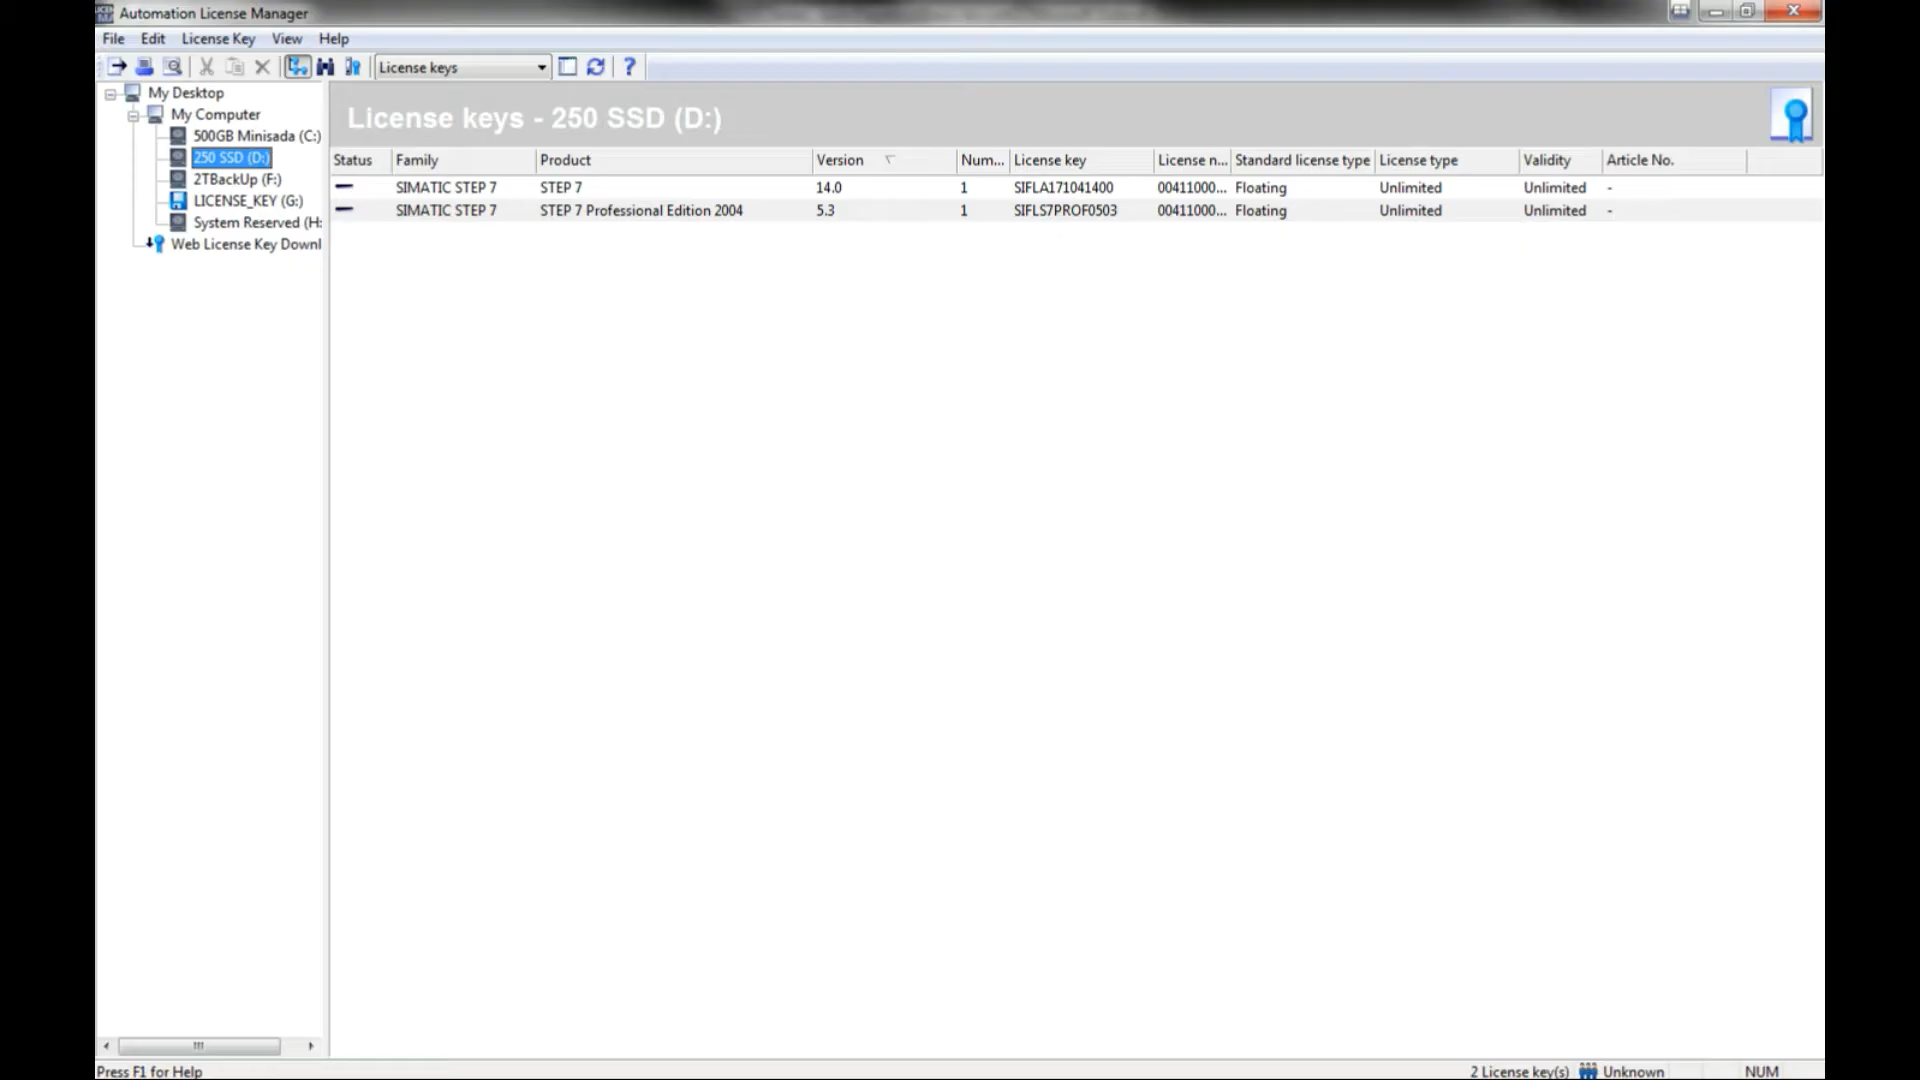 Automation License Manager
File Edit License Key View Help
License keys
My Desktop
My Computer
500GB Minisada (C:)
250 SSD (D:)
2TBackUp (F:)
LICENSE_KEY (G:)
System Reserved (H:
Web License Key Downl
License keys - 250 SSD (D:)
Status Family Product Version Num... License key License n... Standard license type License type Validity Article No.
SIMATIC STEP 7 STEP 7 14.0 1 SIFLA171041400 00411000... Floating Unlimited Unlimited -
SIMATIC STEP 7 STEP 7 Professional Edition 2004 5.3 1 SIFLS7PROF0503 00411000... Floating Unlimited Unlimited -
Press F1 for Help 2 License key(s) Unknown NUM